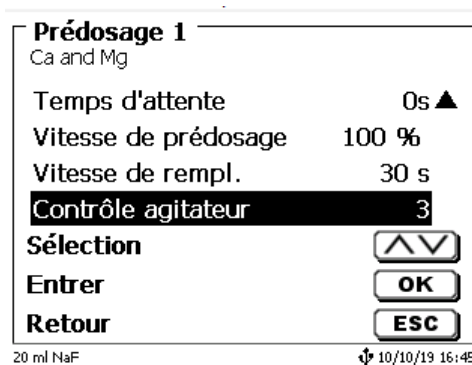 Prédosage 1
Ca and Mg
Temps d'attente 0s
Vitesse de prédosage 100 %
Vitesse de rempl. 30 s
Contrôle agitateur 3
Sélection
Entrer OK
Retour ESC
20 ml NaF 10/10/19 16:45